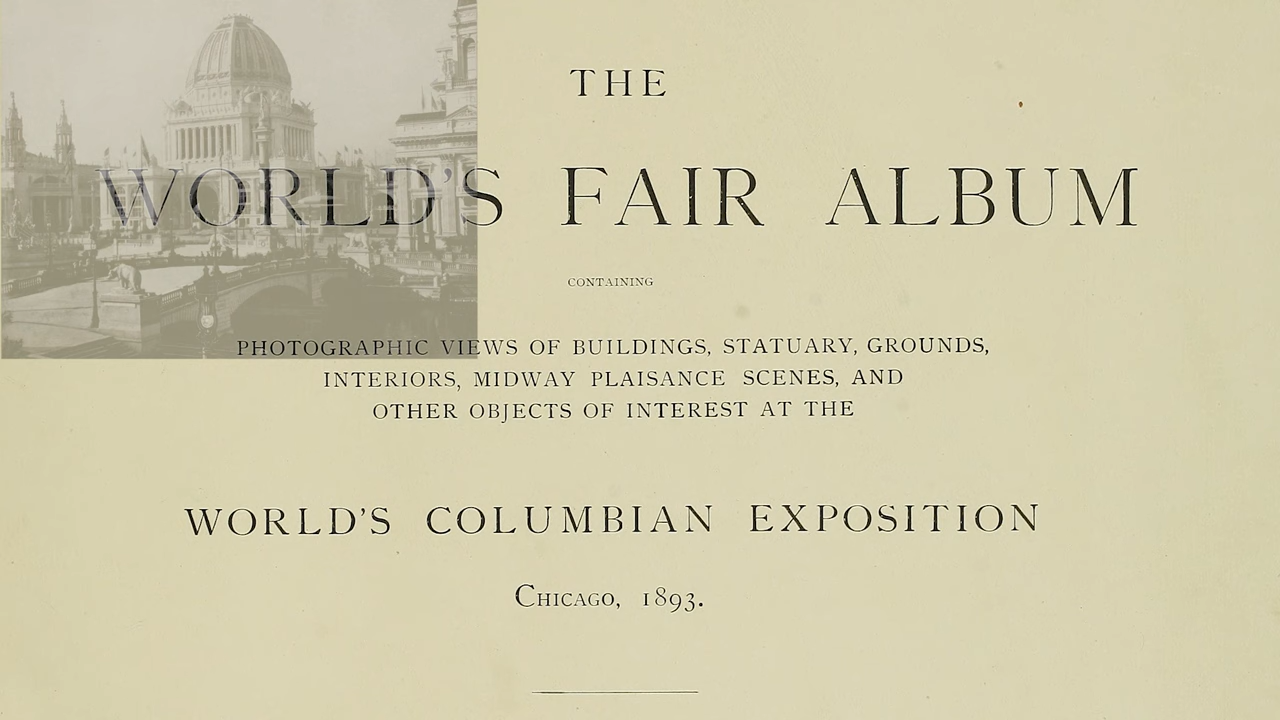 THE
WORLD'S FAIR ALBUM
CONTAINING
PHOTOGRAPHIC VIEWS OF BUILDINGS, STATUARY, GROUNDS,
INTERIORS, MIDWAY PLAISANCE SCENES, AND
OTHER OBJECTS OF INTEREST AT THE
WORLD'S COLUMBIAN EXPOSITION
CHICAGO, 1893.